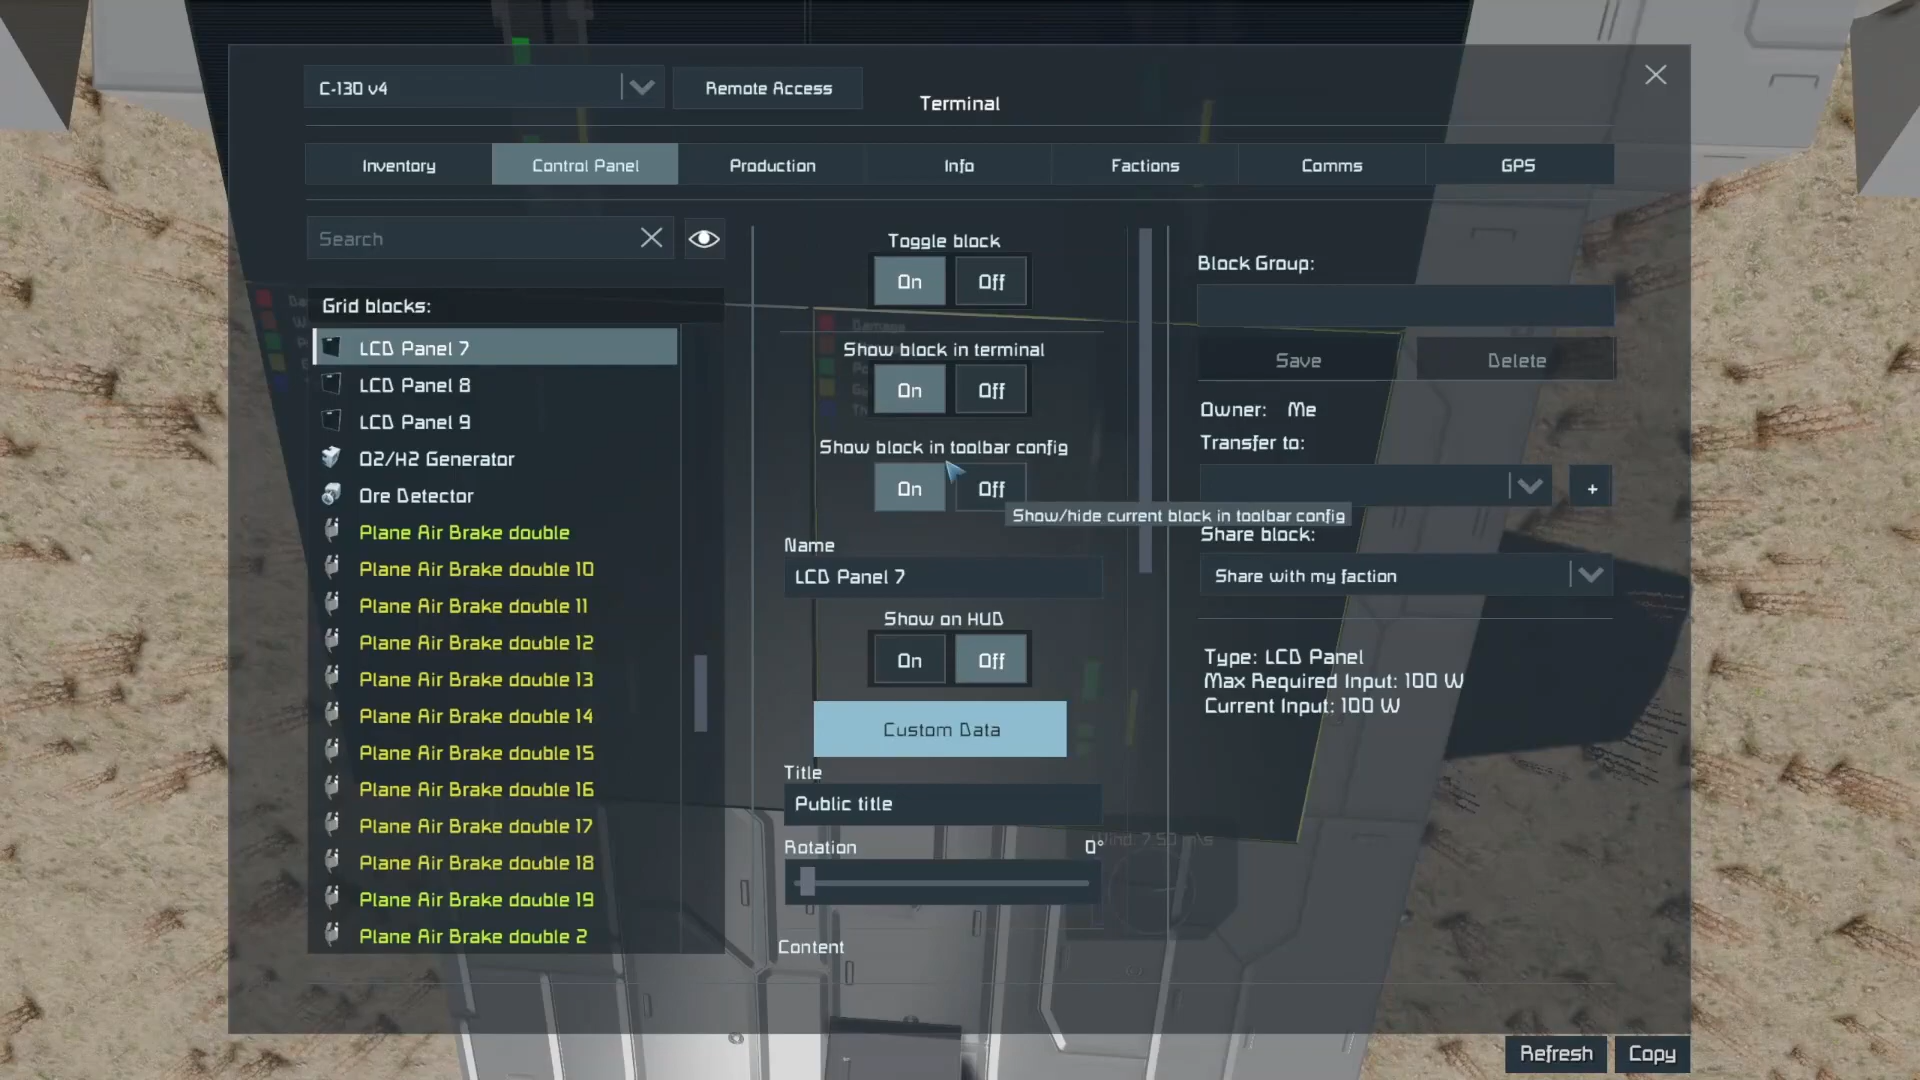 C-130 v4
Remote Access
Terminal
Inventory
Control Panel
Production
Info
Factions
Comms
GPS
Search
Grid blocks:
LCD Panel 7
LCD Panel 8
LCD Panel 9
O2/H2 Generator
Ore Detector
Plane Air Brake double
Plane Air Brake double 10
Plane Air Brake double 11
Plane Air Brake double 12
Plane Air Brake double 13
Plane Air Brake double 14
Plane Air Brake double 15
Plane Air Brake double 16
Plane Air Brake double 17
Plane Air Brake double 18
Plane Air Brake double 19
Plane Air Brake double 2
Toggle block
On Off
Damage
Show block in terminal
On Off
Show block in toolbar config
On Off
Show/hide current block in toolbar config
Name
LCD Panel 7
Show on HUD
On Off
Custom Data
Title
Public title
Rotation 0°
Wind: 7.50 m/s
Content
Block Group:
Save Delete
Owner: Me
Transfer to:
+
Share block:
Share with my faction
Type: LCD Panel
Max Required Input: 100 W
Current Input: 100 W
Refresh Copy